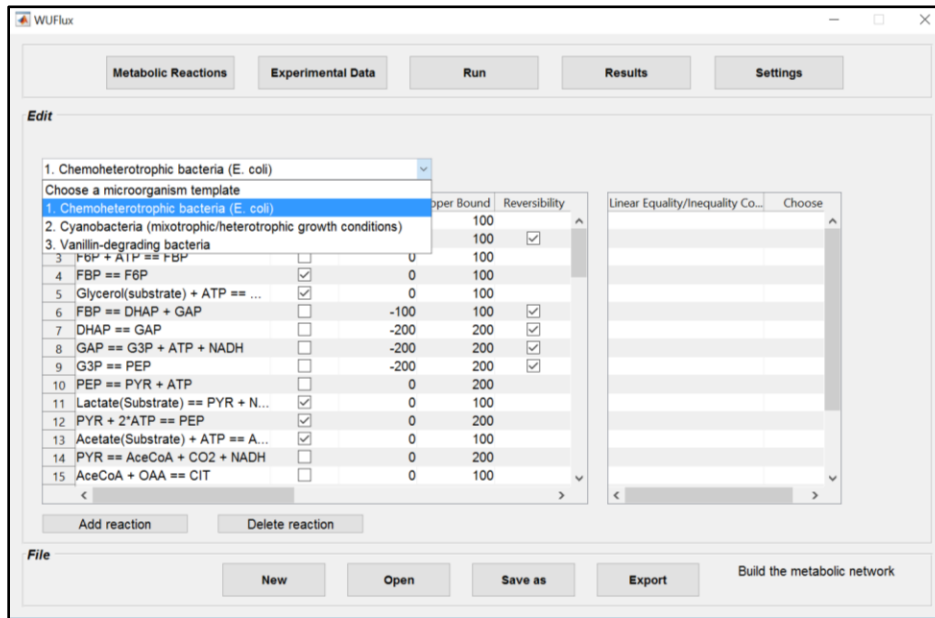 WUFlux
Metabolic Reactions Experimental Data Run Results Settings
Edit
1. Chemoheterotrophic bacteria (E. coli)
Choose a microorganism template
1. Chemoheterotrophic bacteria (E. coli)
2. Cyanobacteria (mixotrophic/heterotrophic growth conditions)
3. Vanillin-degrading bacteria
pper Bound Reversibility Linear Equality/Inequality Co... Choose
100
100
3 F6P + ATP == FBP 0 100
4 FBP == F6P 0 100
5 Glycerol(substrate) + ATP == ... 0 100
6 FBP == DHAP + GAP -100 100
7 DHAP == GAP -200 200
8 GAP == G3P + ATP + NADH -200 200
9 G3P == PEP -200 200
10 PEP == PYR + ATP 0 200
11 Lactate(Substrate) == PYR + N... 0 100
12 PYR + 2*ATP == PEP 0 200
13 Acetate(Substrate) + ATP == A... 0 100
14 PYR == AceCoA + CO2 + NADH 0 200
15 AceCoA + OAA == CIT 0 100
Add reaction Delete reaction
File
New Open Save as Export Build the metabolic network